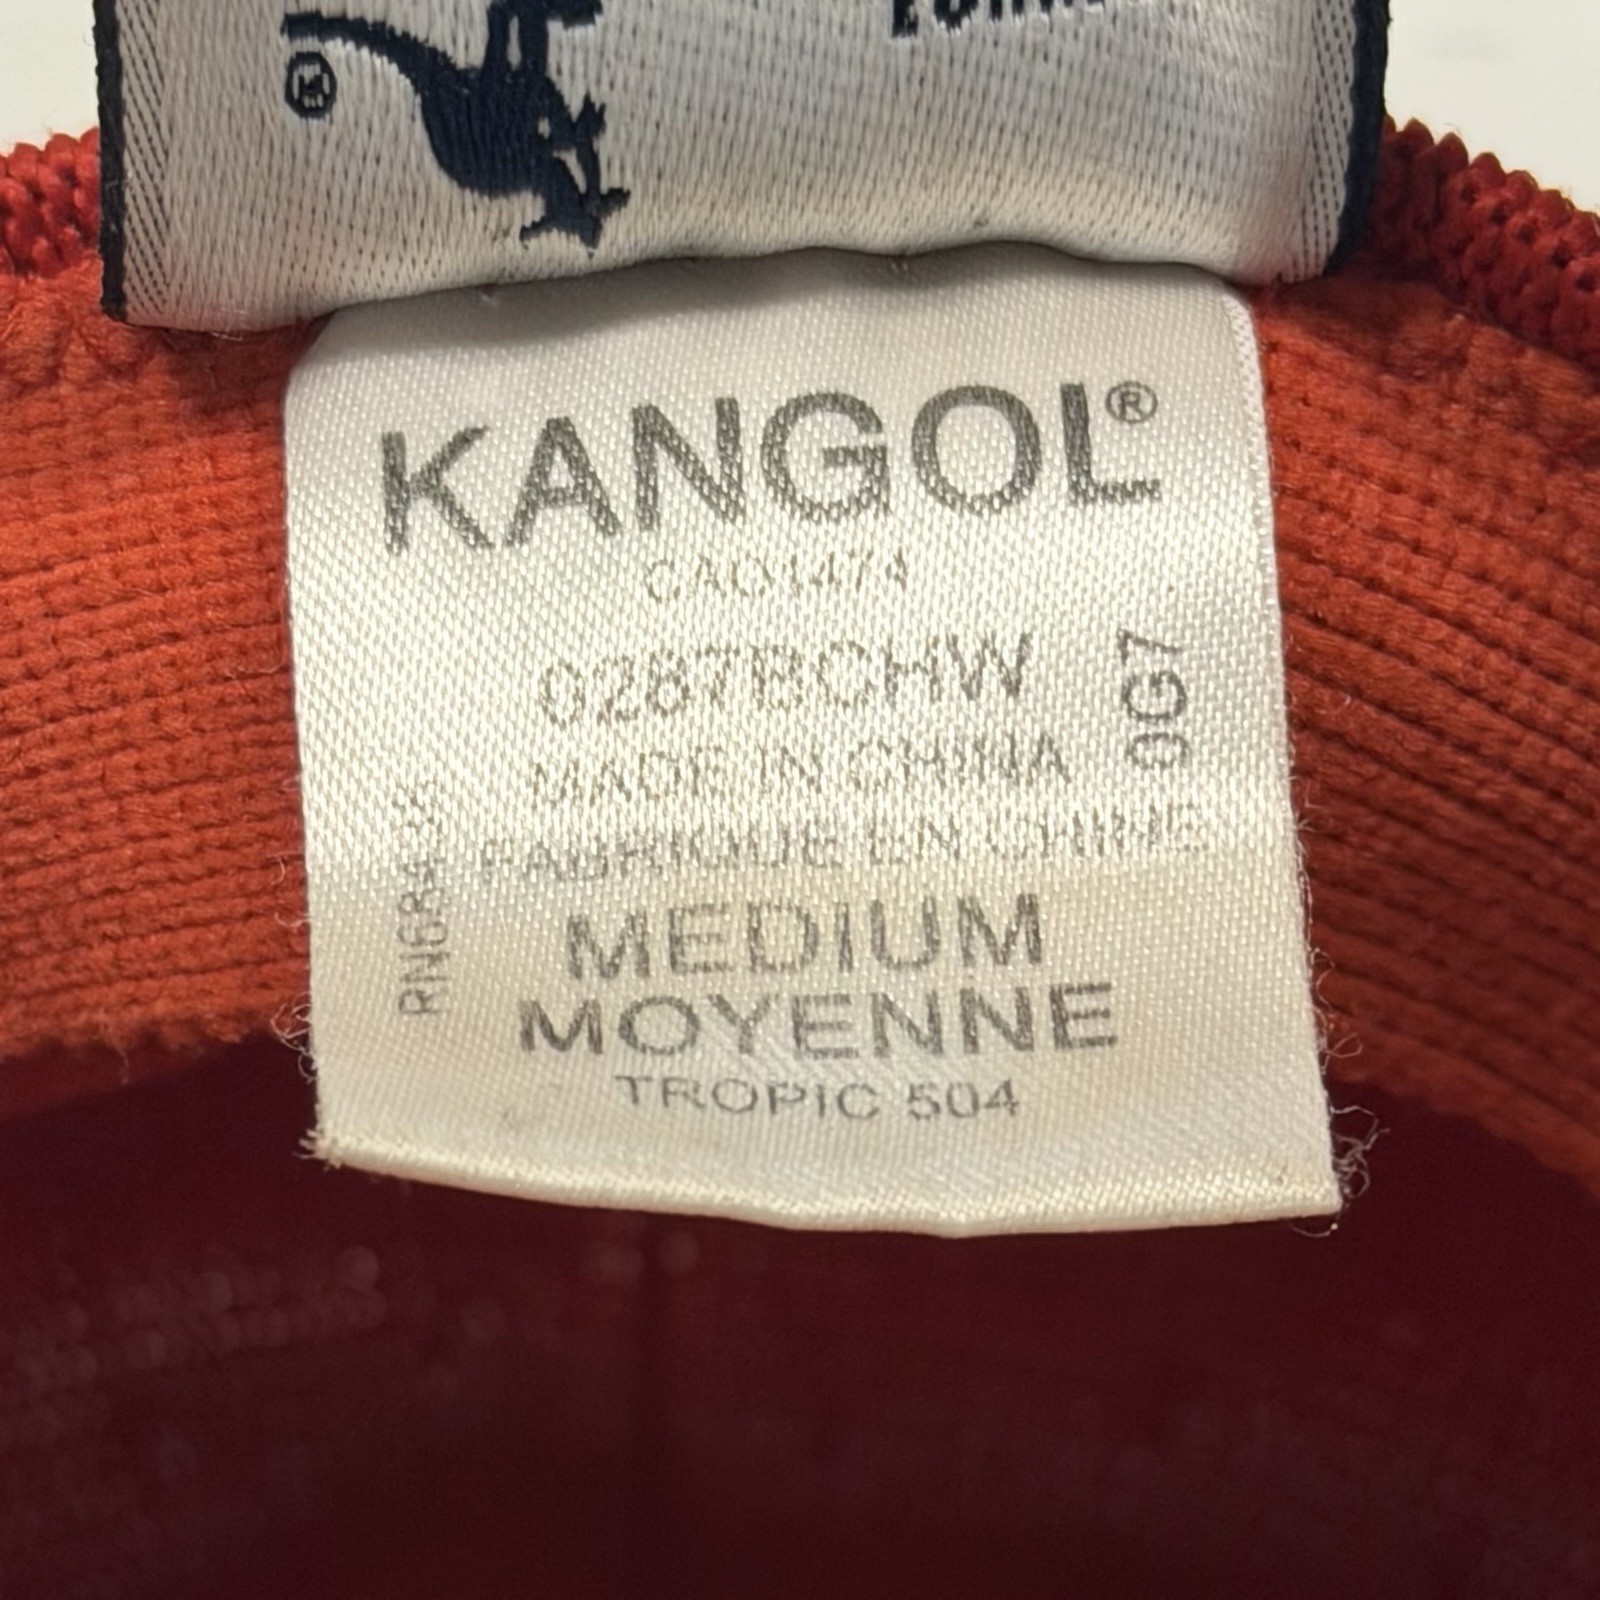 ®
KANGOL®
CA01474
0287BCHW
0G7
MADE IN CHINA
FABRIQUE EN CHINE
MEDIUM
MOYENNE
TROPIC 504